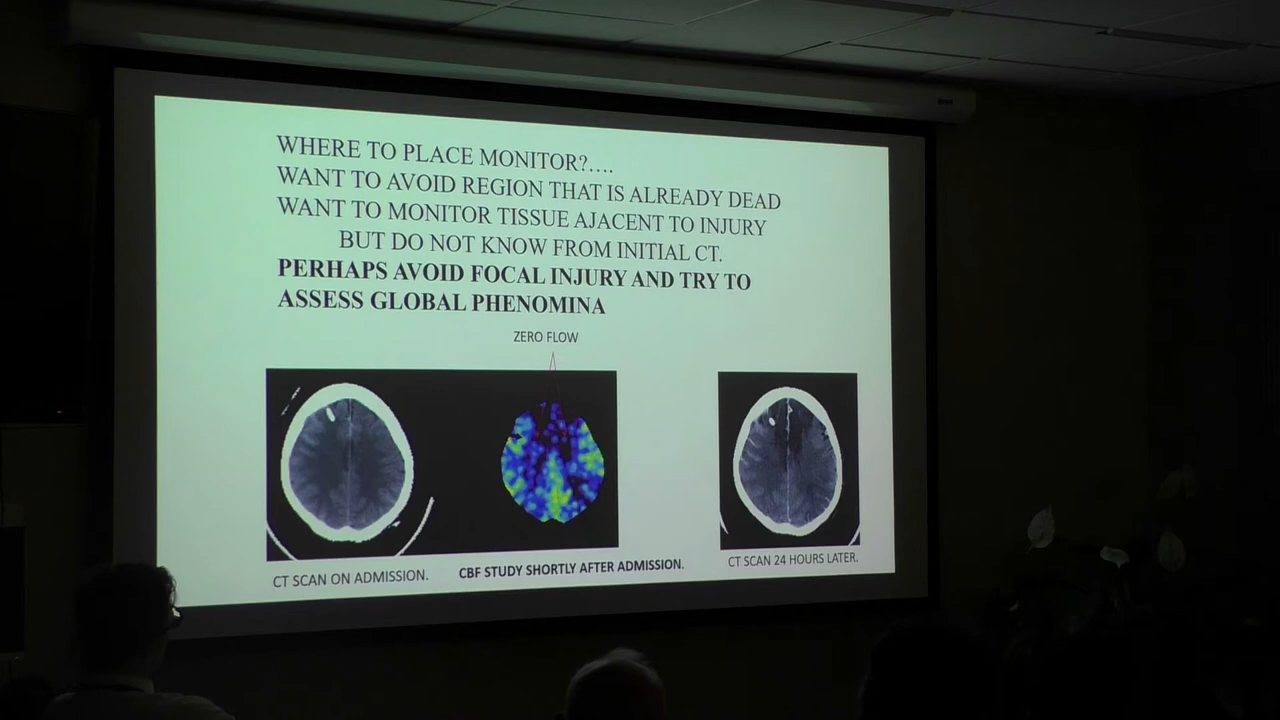 WHERE TO PLACE MONITOR?....
WANT TO AVOID REGION THAT IS ALREADY DEAD
WANT TO MONITOR TISSUE AJACENT TO INJURY
BUT DO NOT KNOW FROM INITIAL CT.
PERHAPS AVOID FOCAL INJURY AND TRY TO
ASSESS GLOBAL PHENOMINA
ZERO FLOW
CT SCAN ON ADMISSION.
CBF STUDY SHORTLY AFTER ADMISSION.
CT SCAN 24 HOURS LATER.